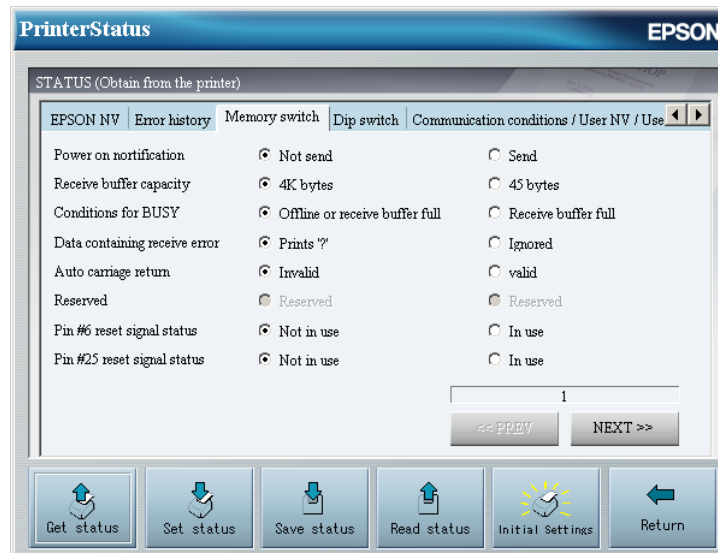 PrinterStatus EPSON
STATUS (Obtain from the printer)
EPSON NV Error history Memory switch Dip switch Communication conditions / User NV / Use
Power on nortification Not send Send
Receive buffer capacity 4K bytes 45 bytes
Conditions for BUSY Offline or receive buffer full Receive buffer full
Data containing receive error Prints '?' Ignored
Auto carriage return Invalid valid
Reserved Reserved Reserved
Pin #6 reset signal status Not in use In use
Pin #25 reset signal status Not in use In use
1
<< PREV NEXT >>
Get status Set status Save status Read status Initial Settings Return